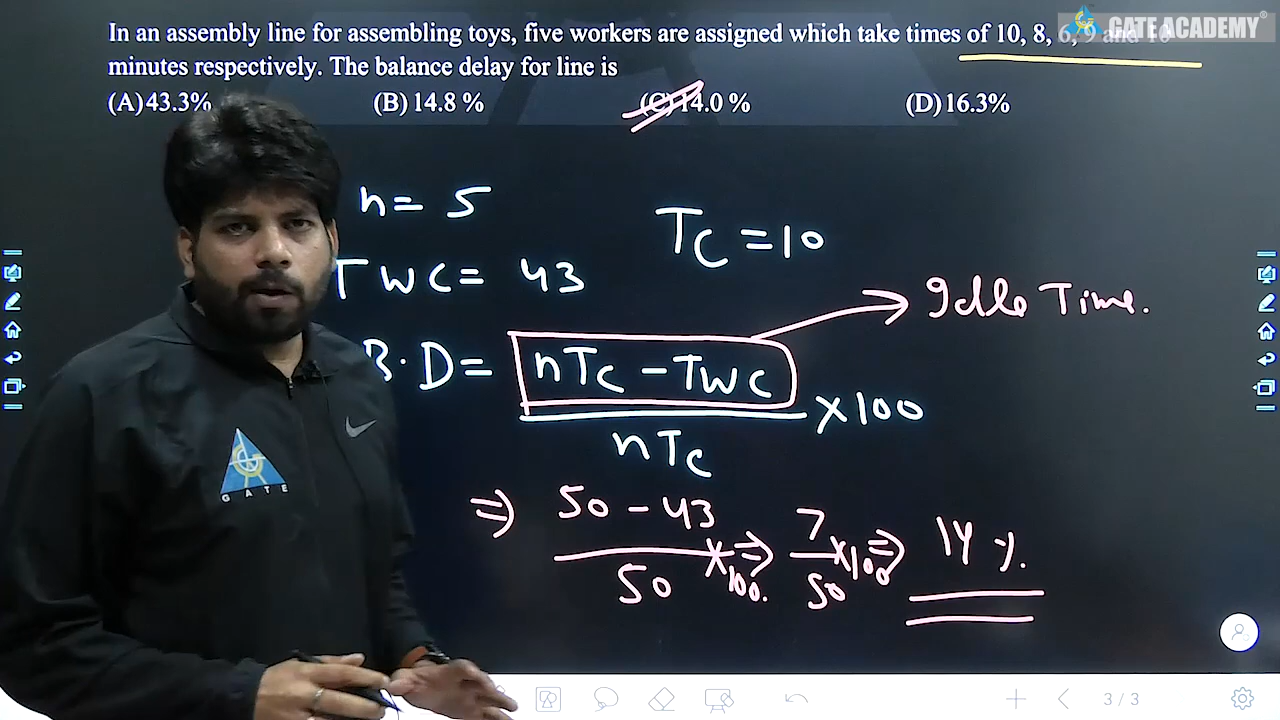 GATE ACADEMY®
In an assembly line for assembling toys, five workers are assigned which take times of 10, 8, 6, 9 and 10
minutes respectively. The balance delay for line is
(A) 43.3% (B) 14.8 % (C) 14.0 % (D) 16.3%
n = 5
Tc = 10
TWC = 43
Idle Time.
B.D = nTc - TWC / nTc × 100
⇒ 50 - 43 / 50 × 100. ⇒ 7 / 50 × 100 ⇒ 14 %.
GATE
3 / 3